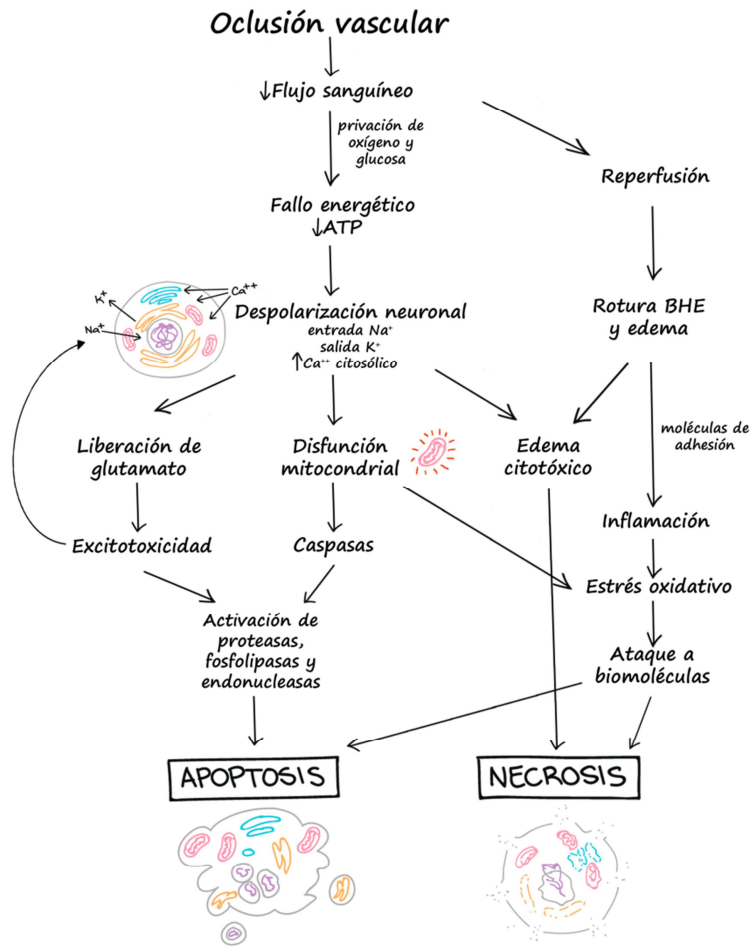 Oclusión vascular
↓Flujo sanguíneo
privación de
oxígeno y
glucosa
Reperfusión
Fallo energético
↓ATP
K+
Ca++
Na+
Despolarización neuronal
entrada Na+
salida K+
↑Ca++ citosólico
Rotura BHE
y edema
moléculas de
adhesión
Liberación de
glutamato
Disfunción
mitocondrial
Edema
citotóxico
Inflamación
Excitotoxicidad
Caspasas
Estrés oxidativo
Activación de
proteasas,
fosfolipasas y
endonucleasas
Ataque a
biomoléculas
APOPTOSIS
NECROSIS